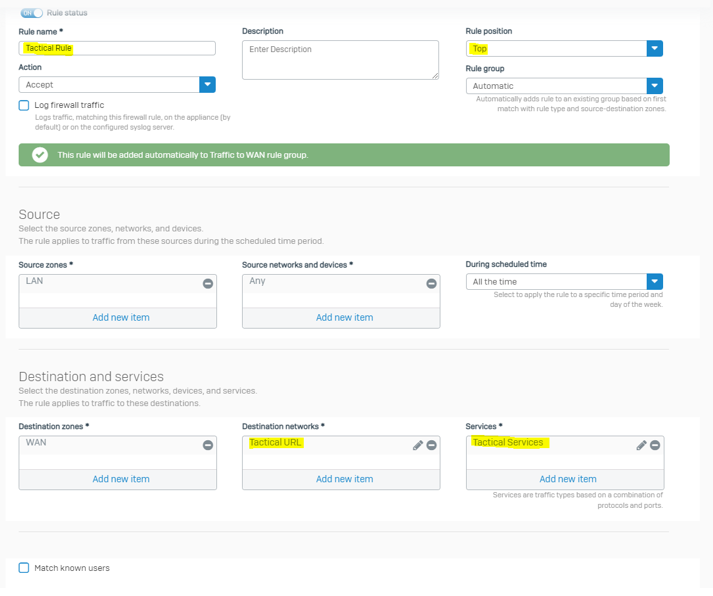 ON Rule status
Rule name *
Description
Rule position
Tactical Rule
Enter Description
Top
Action
Rule group
Accept
Automatic
Automatically adds rule to an existing group based on first
match with rule type and source-destination zones.
Log firewall traffic
Logs traffic, matching this firewall rule, on the appliance (by
default) or on the configured syslog server.
This rule will be added automatically to Traffic to WAN rule group.
Source
Select the source zones, networks, and devices.
The rule applies to traffic from these sources during the scheduled time period.
Source zones *
Source networks and devices *
During scheduled time
LAN
Any
All the time
Select to apply the rule to a specific time period and
day of the week.
Add new item
Add new item
Destination and services
Select the destination zones, networks, devices, and services.
The rule applies to traffic to these destinations.
Destination zones *
Destination networks *
Services *
WAN
Tactical URL
Tactical Services
Add new item
Add new item
Add new item
Services are traffic types based on a combination of
protocols and ports.
Match known users